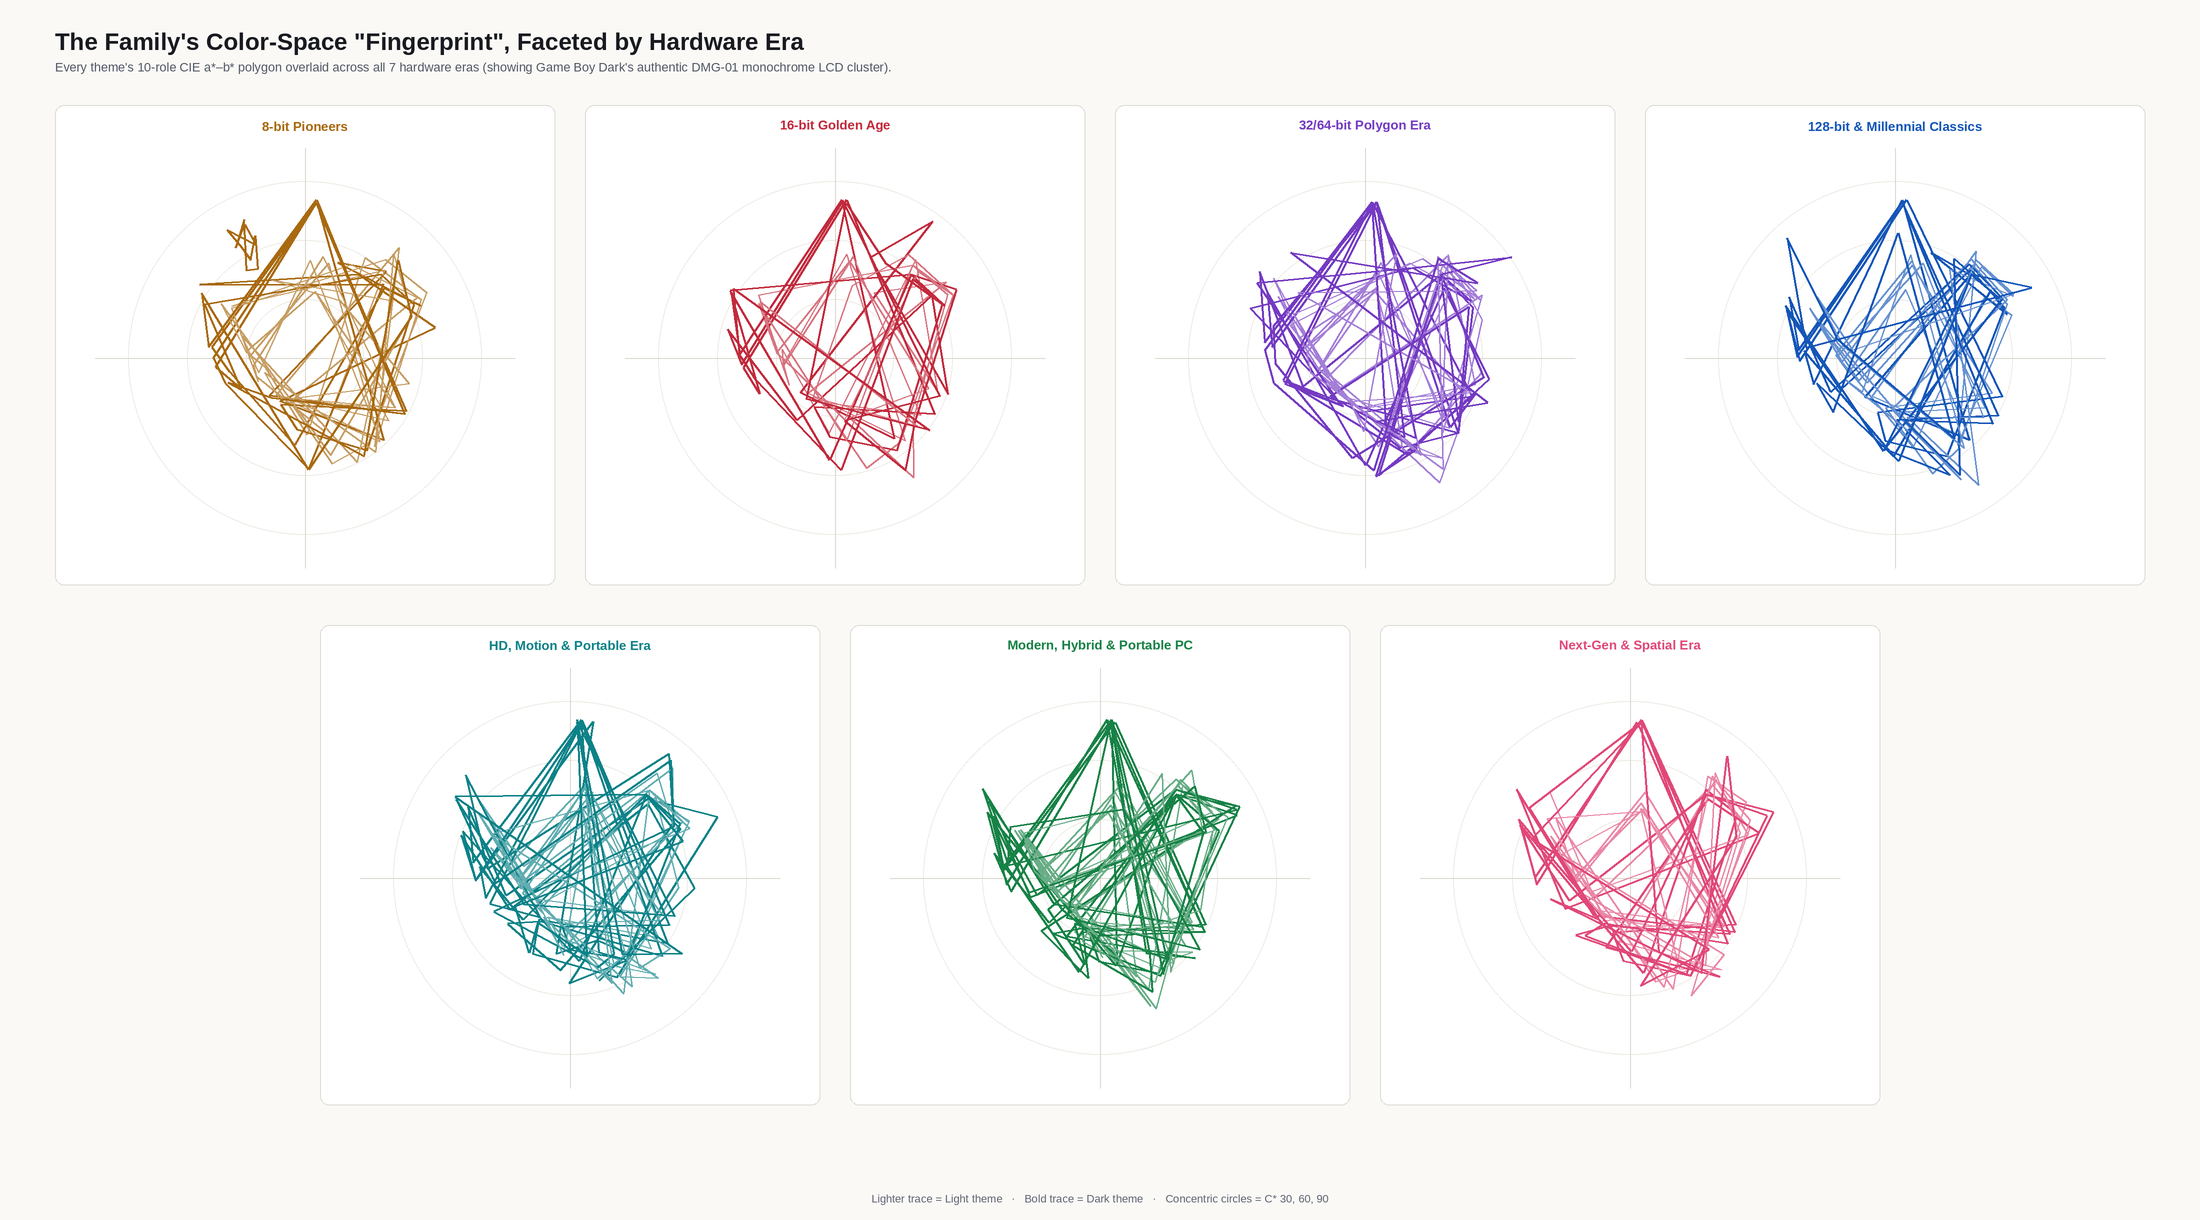 The Family's Color-Space "Fingerprint", Faceted by Hardware Era
Every theme's 10-role CIE a*–b* polygon overlaid across all 7 hardware eras (showing Game Boy Dark's authentic DMG-01 monochrome LCD cluster).
8-bit Pioneers
16-bit Golden Age
32/64-bit Polygon Era
128-bit & Millennial Classics
HD, Motion & Portable Era
Modern, Hybrid & Portable PC
Next-Gen & Spatial Era
Lighter trace = Light theme · Bold trace = Dark theme · Concentric circles = C* 30, 60, 90